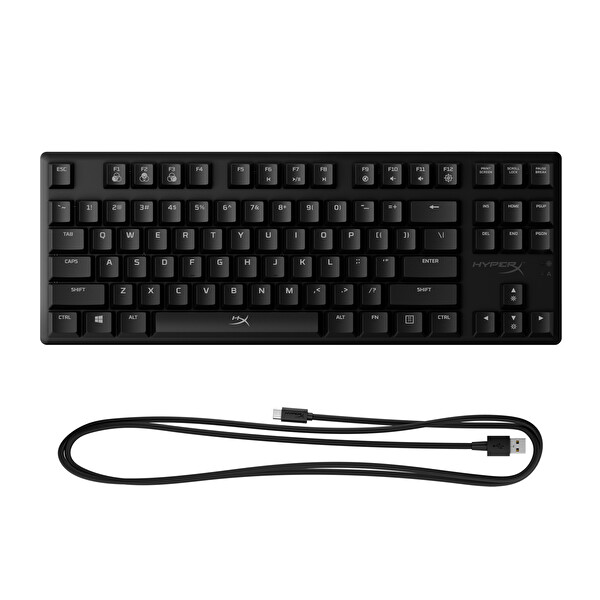 ESC F1 F2 F3 F4 F5 F6 F7 F8 F9 F10 F11 F12 PRINT SCREEN SCROLL LOCK PAUSE BREAK
`~ 1! 2@ 3# 4$ 5% 6^ 7& 8* 9( 0) -_ =+ ← INS HOME PGUP
TAB Q W E R T Y U I O P [{ ]} \| DEL END PGDN
CAPS A S D F G H J K L ;: '" ENTER HYPERX
SHIFT Z X C V B N M ,< .> /? SHIFT ▲
CTRL ALT HX ALT FN CTRL ◄ ▼ ►